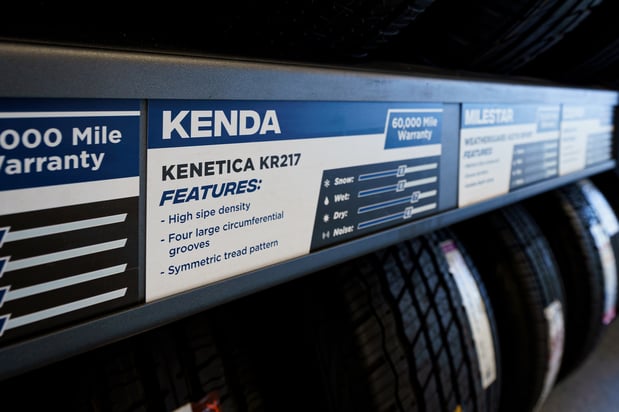 ,000 Mile
Warranty
KENDA
60,000 Mile
Warranty
KENETICA KR217
FEATURES:
- High sipe density
- Four large circumferential
grooves
- Symmetric tread pattern
Snow:
Wet:
Dry:
Noise:
MILESTAR
FEATURES